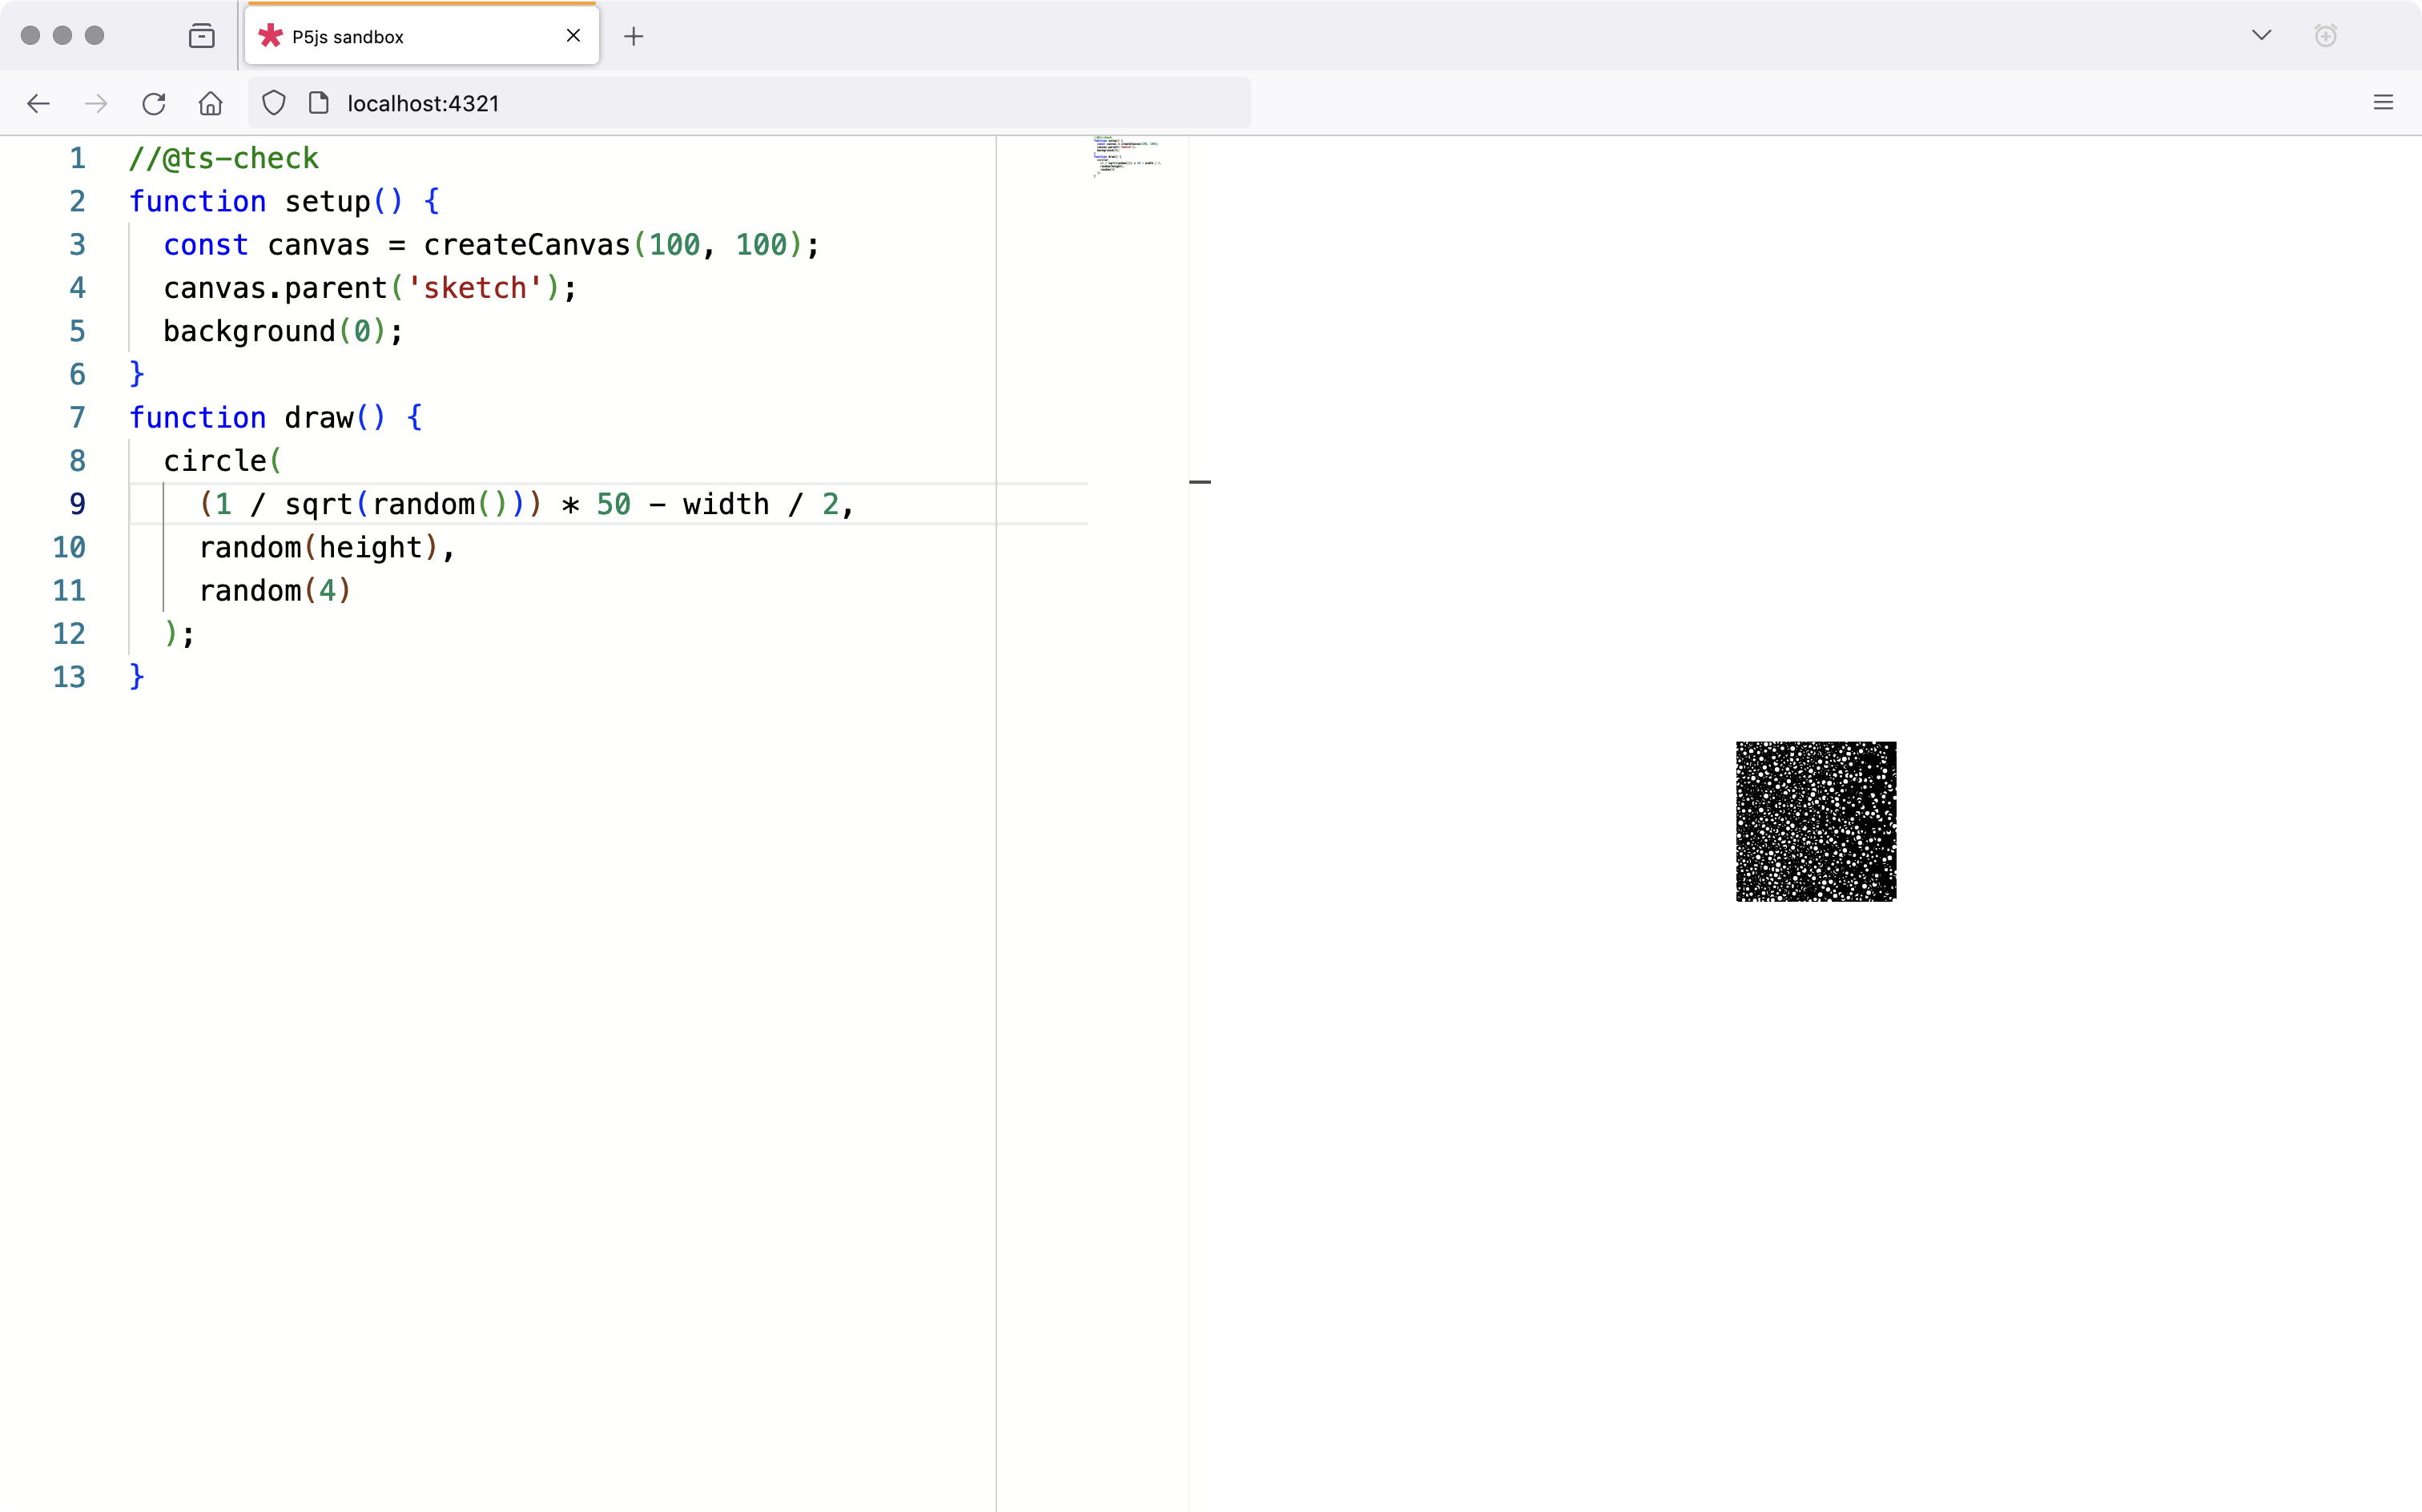 P5js sandbox
localhost:4321
1 //@ts-check
2 function setup() {
3   const canvas = createCanvas(100, 100);
4   canvas.parent('sketch');
5   background(0);
6 }
7 function draw() {
8   circle(
9     (1 / sqrt(random())) * 50 - width / 2,
10     random(height),
11     random(4)
12   );
13 }